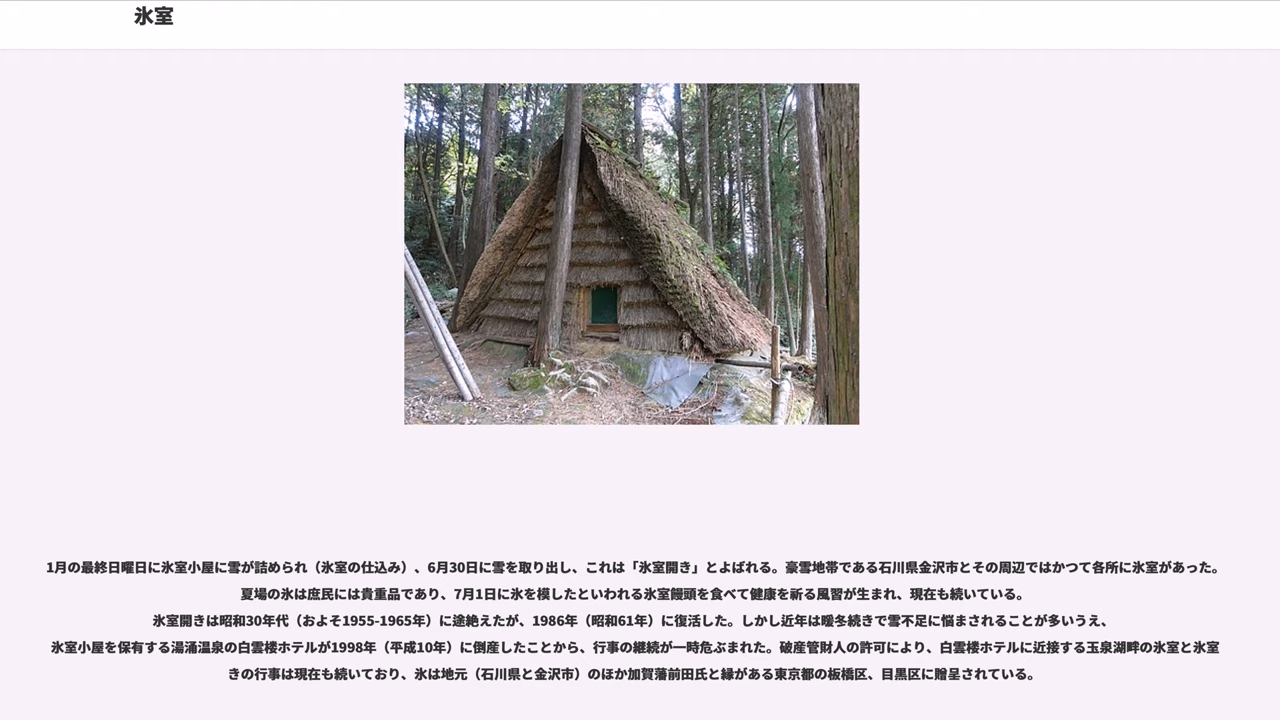 氷室
1月の最終日曜日に氷室小屋に雪が詰められ（氷室の仕込み）、6月30日に雪を取り出し、これは「氷室開き」とよばれる。豪雪地帯である石川県金沢市とその周辺ではかつて各所に氷室があった。
夏場の氷は庶民には貴重品であり、7月1日に氷を模したといわれる氷室饅頭を食べて健康を祈る風習が生まれ、現在も続いている。
氷室開きは昭和30年代（およそ1955-1965年）に途絶えたが、1986年（昭和61年）に復活した。しかし近年は暖冬続きで雪不足に悩まされることが多いうえ、
氷室小屋を保有する湯涌温泉の白雲楼ホテルが1998年（平成10年）に倒産したことから、行事の継続が一時危ぶまれた。破産管財人の許可により、白雲楼ホテルに近接する玉泉湖畔の氷室と氷室
きの行事は現在も続いており、氷は地元（石川県と金沢市）のほか加賀藩前田氏と縁がある東京都の板橋区、目黒区に贈呈されている。